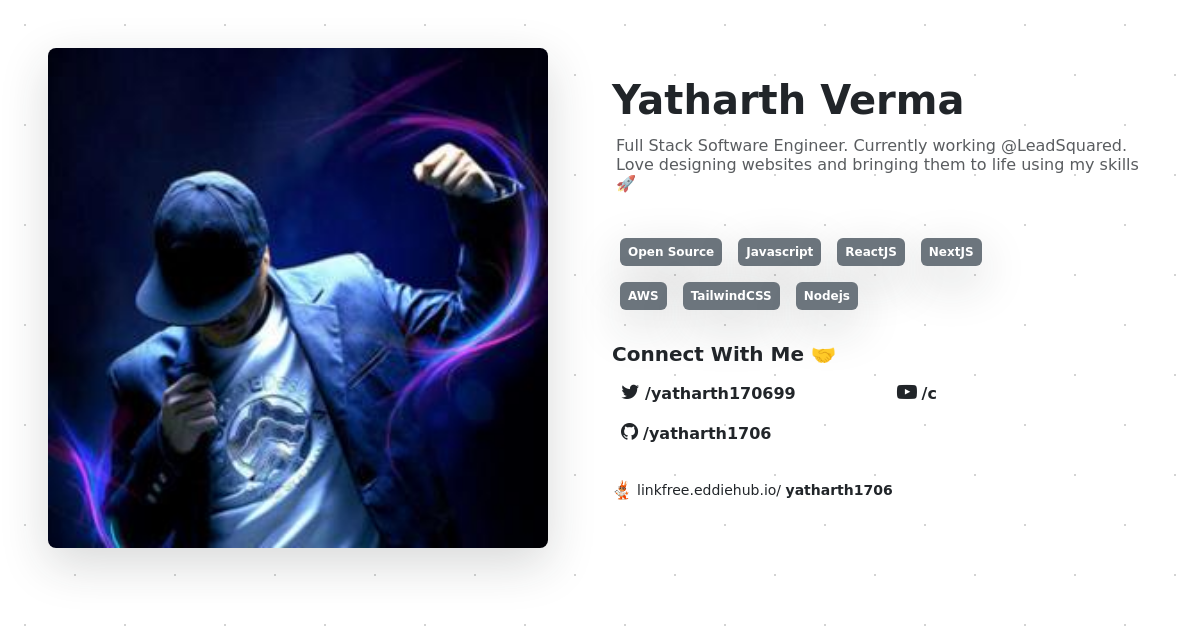 Yatharth Verma
Full Stack Software Engineer. Currently working @LeadSquared.
Love designing websites and bringing them to life using my skills
🚀
Open Source Javascript ReactJS NextJS
AWS TailwindCSS Nodejs
Connect With Me 🤝
/yatharth170699 /c
/yatharth1706
linkfree.eddiehub.io/ yatharth1706